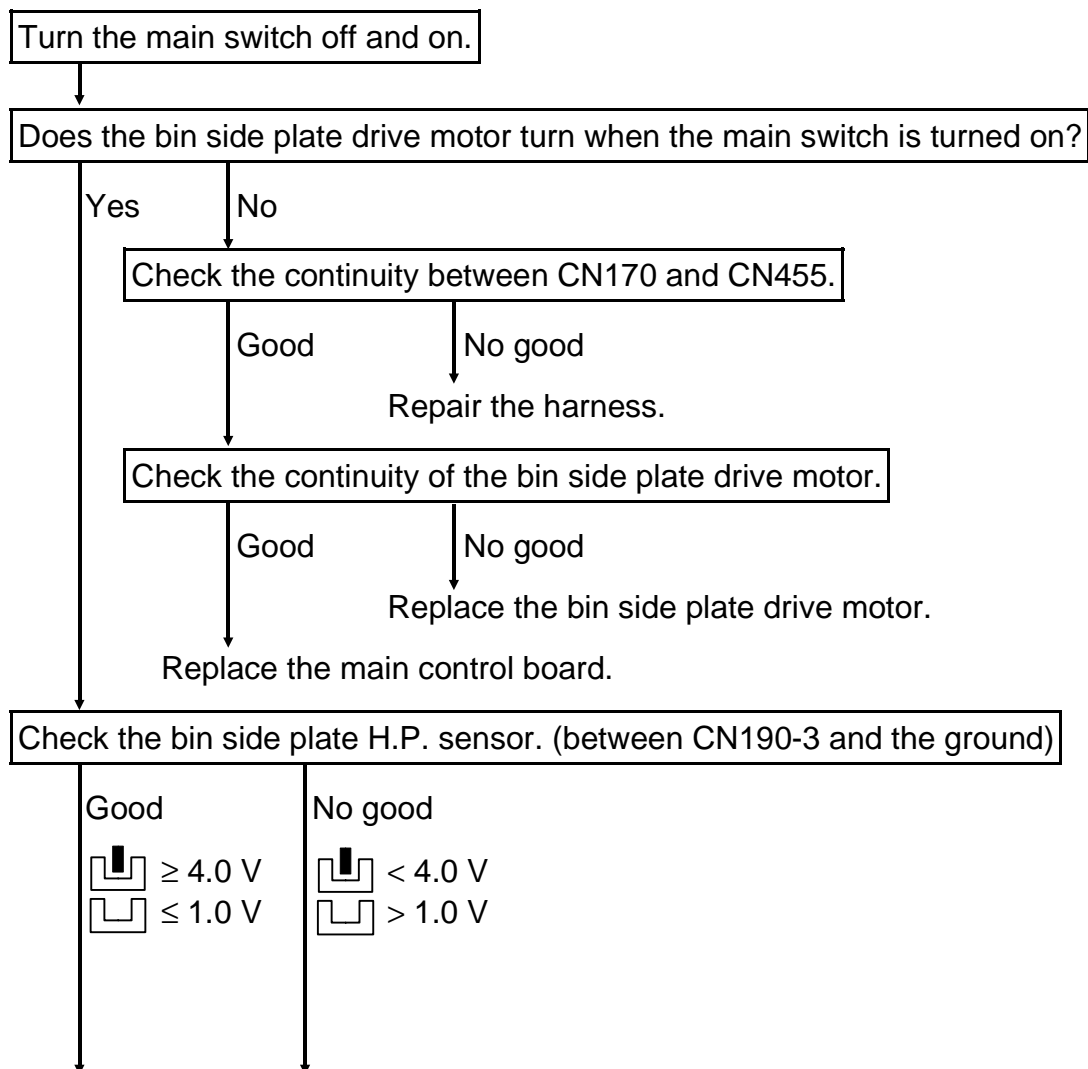 Turn the main switch off and on.
Does the bin side plate drive motor turn when the main switch is turned on?
Yes No
Check the continuity between CN170 and CN455.
Good No good
Repair the harness.
Check the continuity of the bin side plate drive motor.
Good No good
Replace the bin side plate drive motor.
Replace the main control board.
Check the bin side plate H.P. sensor. (between CN190-3 and the ground)
Good No good
≥ 4.0 V < 4.0 V
≤ 1.0 V > 1.0 V